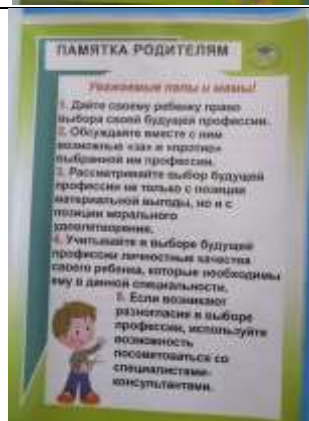 ПАМЯТКА РОДИТЕЛЯМ
Уважаемые папы и мамы!
1. Дайте своему ребенку право
выбора своей будущей профессии.
2. Обсуждайте вместе с ним
возможные «за» и «против»
выбранной им профессии.
3. Рассматривайте выбор будущей
профессии не только с позиции
материальной выгоды, но и с
позиции морального
удовлетворение.
4. Учитывайте в выборе будущей
профессии личностные качества
своего ребенка, которые необходимы
ему в данной специальности.
5. Если возникают
разногласия в выборе
профессии, используйте
возможность
посоветоваться со
специалистами-
консультантами.